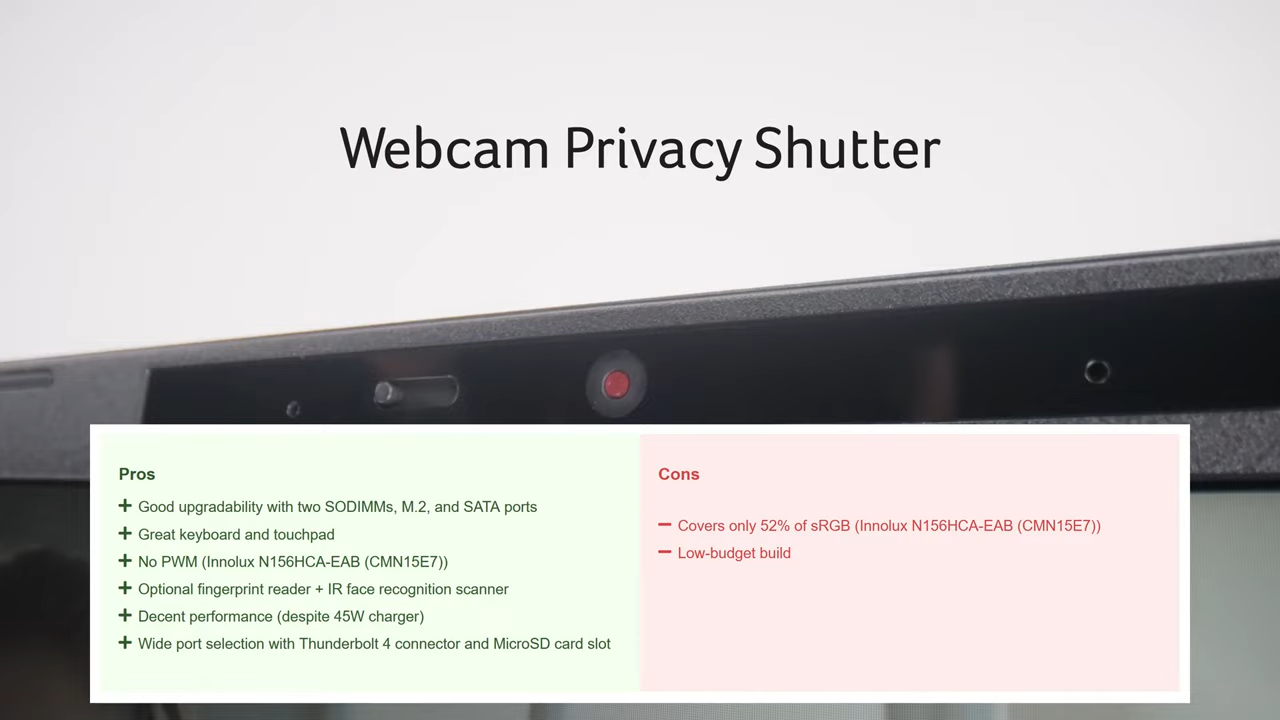 Webcam Privacy Shutter
Pros
Good upgradability with two SODIMMs, M.2, and SATA ports
Great keyboard and touchpad
No PWM (Innolux N156HCA-EAB (CMN15E7))
Optional fingerprint reader + IR face recognition scanner
Decent performance (despite 45W charger)
Wide port selection with Thunderbolt 4 connector and MicroSD card slot
Cons
Covers only 52% of sRGB (Innolux N156HCA-EAB (CMN15E7))
Low-budget build